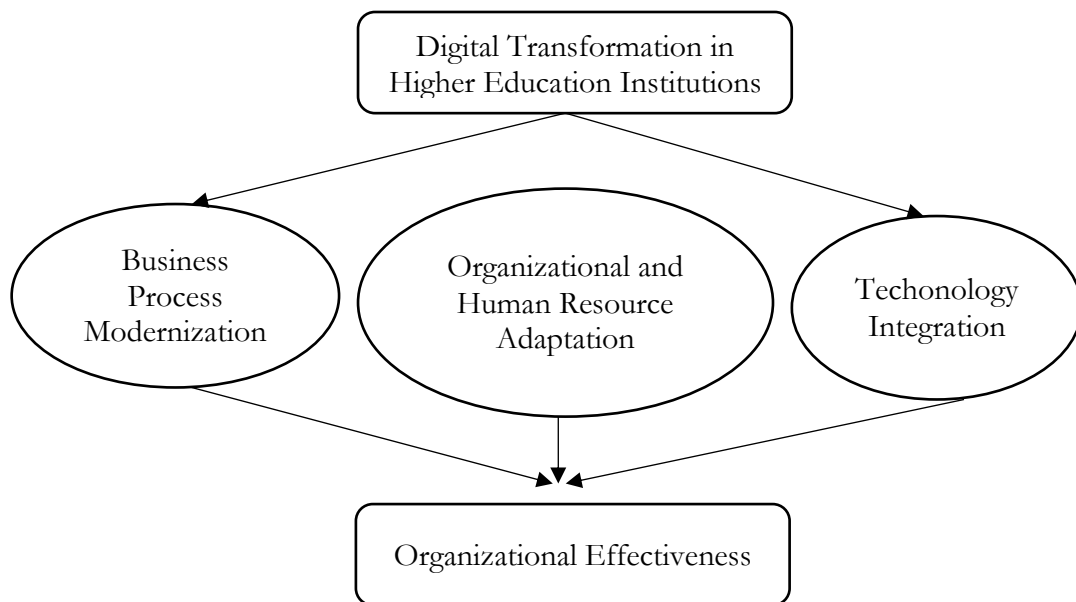 Digital Transformation in
Higher Education Institutions
Business
Process
Modernization
Organizational and
Human Resource
Adaptation
Techonology
Integration
Organizational Effectiveness